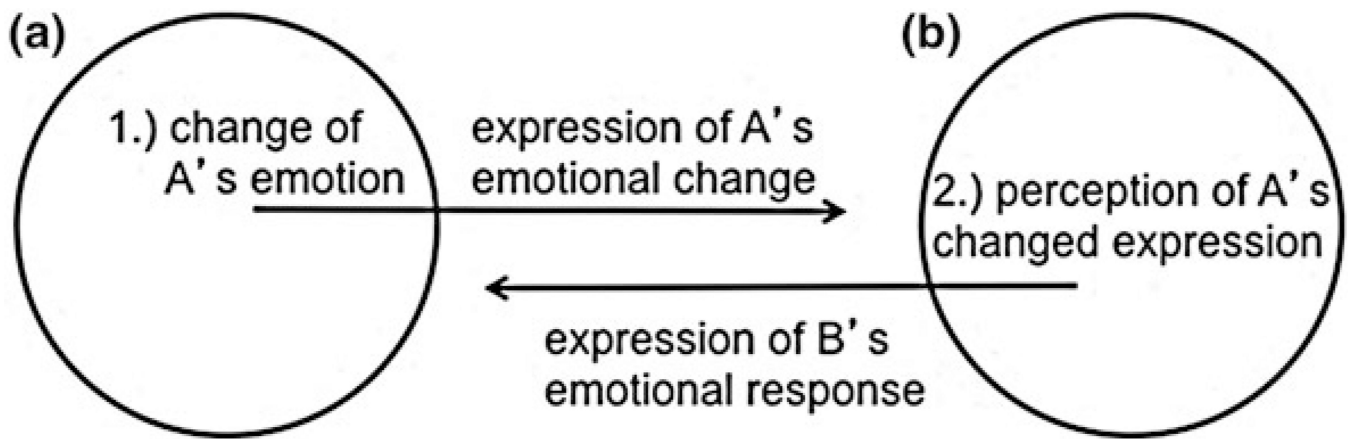 (a)
1.) change of
A's emotion
expression of A's
emotional change
(b)
2.) perception of A's
changed expression
expression of B's
emotional response